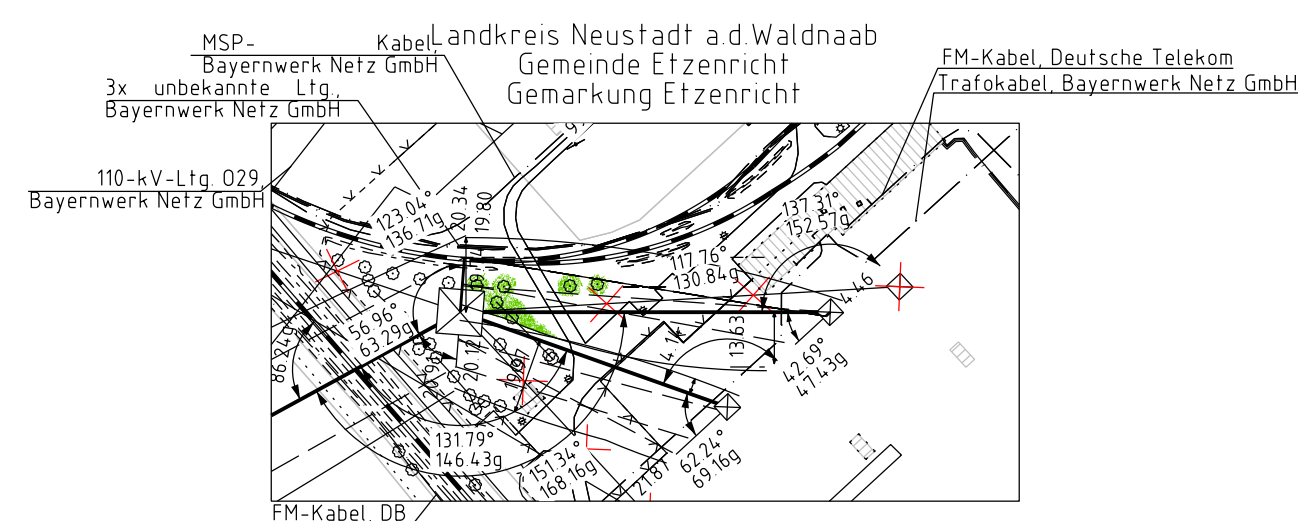 Landkreis Neustadt a.d.Waldnaab
Gemeinde Etzenricht
Gemarkung Etzenricht
MSP- Kabel,
Bayernwerk Netz GmbH
3x unbekannte Ltg.,
Bayernwerk Netz GmbH
110-kV-Ltg. O29,
Bayernwerk Netz GmbH
FM-Kabel, Deutsche Telekom
Trafokabel, Bayernwerk Netz GmbH
123.04°
136.71g
20.34
19.80
137.31°
152.57g
117.76°
130.84g
4.46
56.96°
63.29g
86.24g
20.12
13.63
42.69°
47.43g
131.79°
146.43g
151.34°
168.16g
21.87
62.24°
69.16g
FM-Kabel, DB